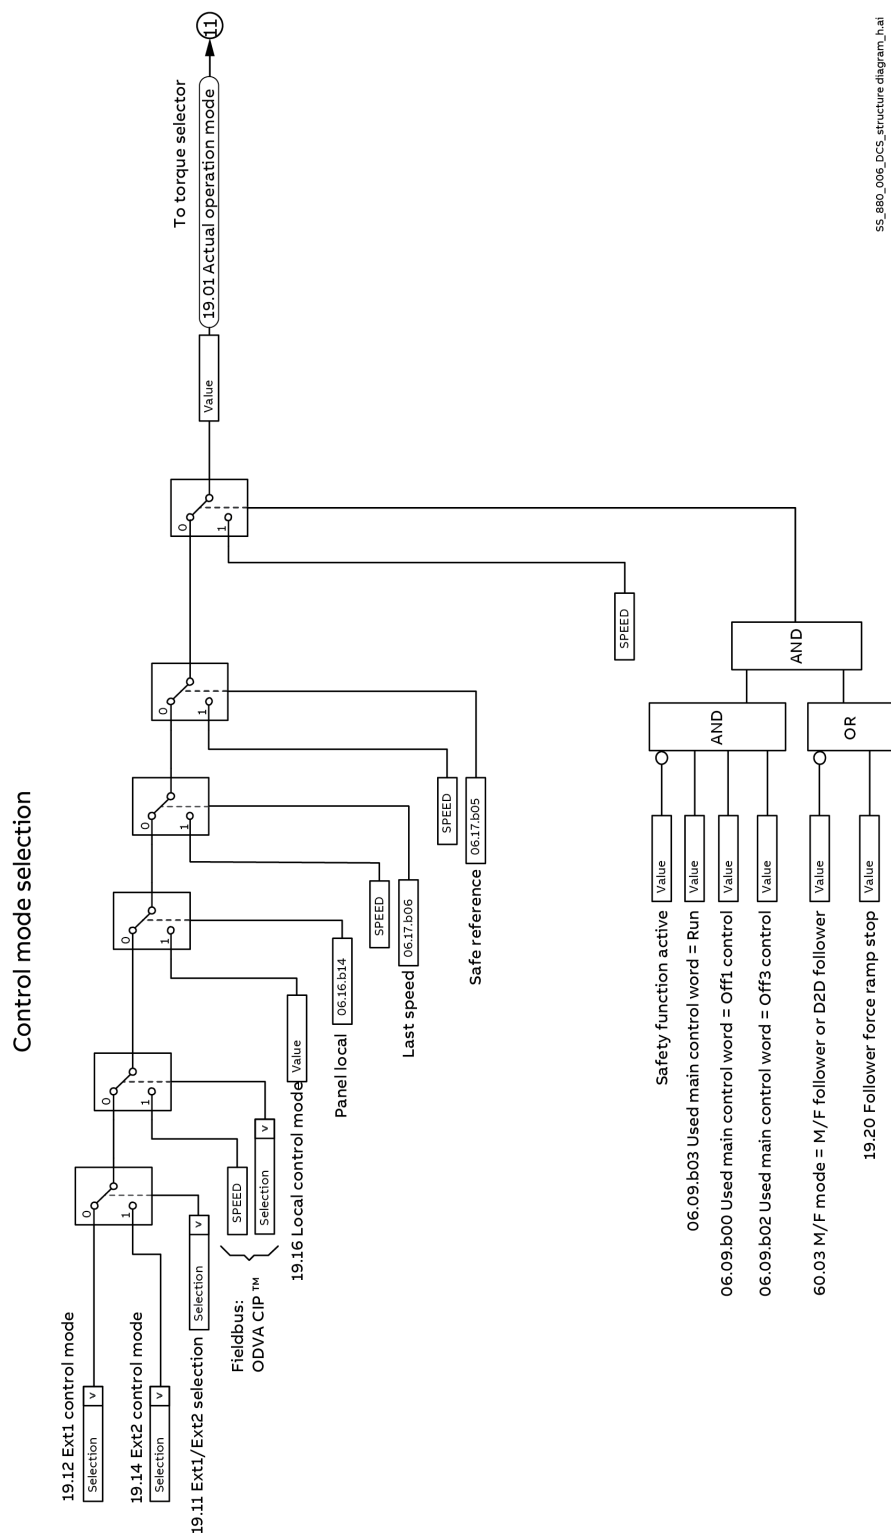 Control mode selection
19.12 Ext1 control mode
Selection
v
19.14 Ext2 control mode
Selection
v
19.11 Ext1/Ext2 selection
Selection
v
0
1
Fieldbus:
ODVA CIP ™
SPEED
Selection
v
0
1
19.16 Local control mode
Value
Panel local
06.16.b14
0
1
SPEED
Last speed
06.17.b06
0
1
SPEED
Safe reference
06.17.b05
0
1
SPEED
0
1
Value
19.01 Actual operation mode
To torque selector
11
Safety function active
Value
06.09.b03 Used main control word = Run
Value
06.09.b00 Used main control word = Off1 control
Value
06.09.b02 Used main control word = Off3 control
Value
AND
60.03 M/F mode = M/F follower or D2D follower
Value
19.20 Follower force ramp stop
Value
OR
AND
SS_880_006_DCS_structure diagram_h.ai